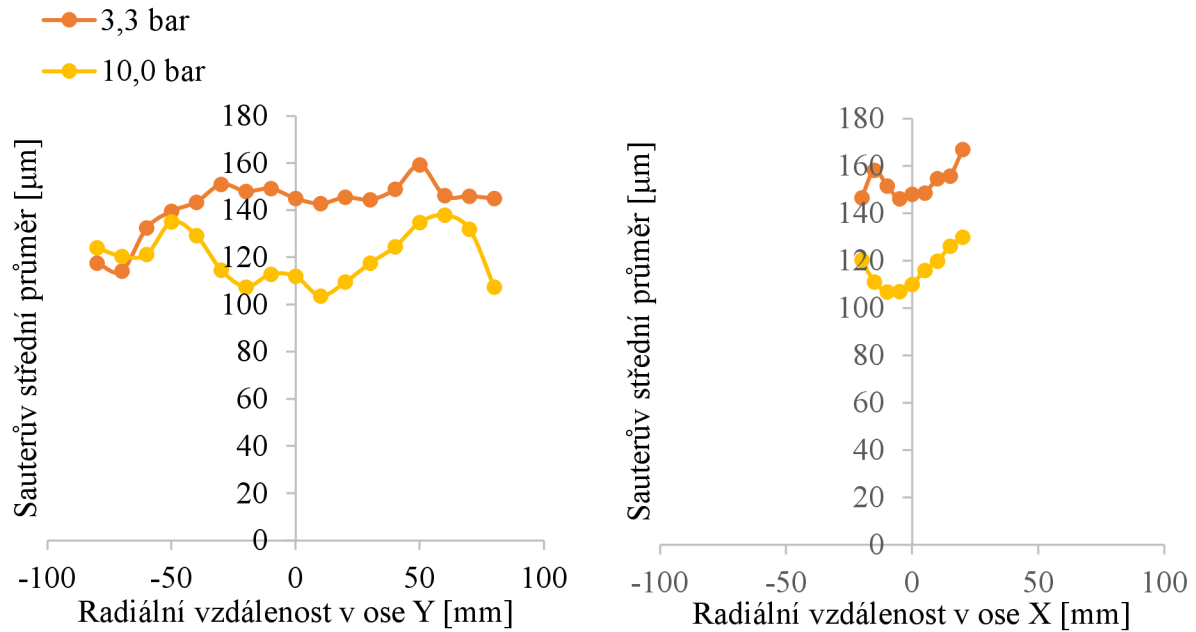 3,3 bar
10,0 bar
Sauterův střední průměr [µm]
180
160
140
120
100
80
60
40
20
0
-100 -50 0 50 100
Radiální vzdálenost v ose Y [mm]
Sauterův střední průměr [µm]
180
160
140
120
100
80
60
40
20
0
-100 -50 0 50 100
Radiální vzdálenost v ose X [mm]